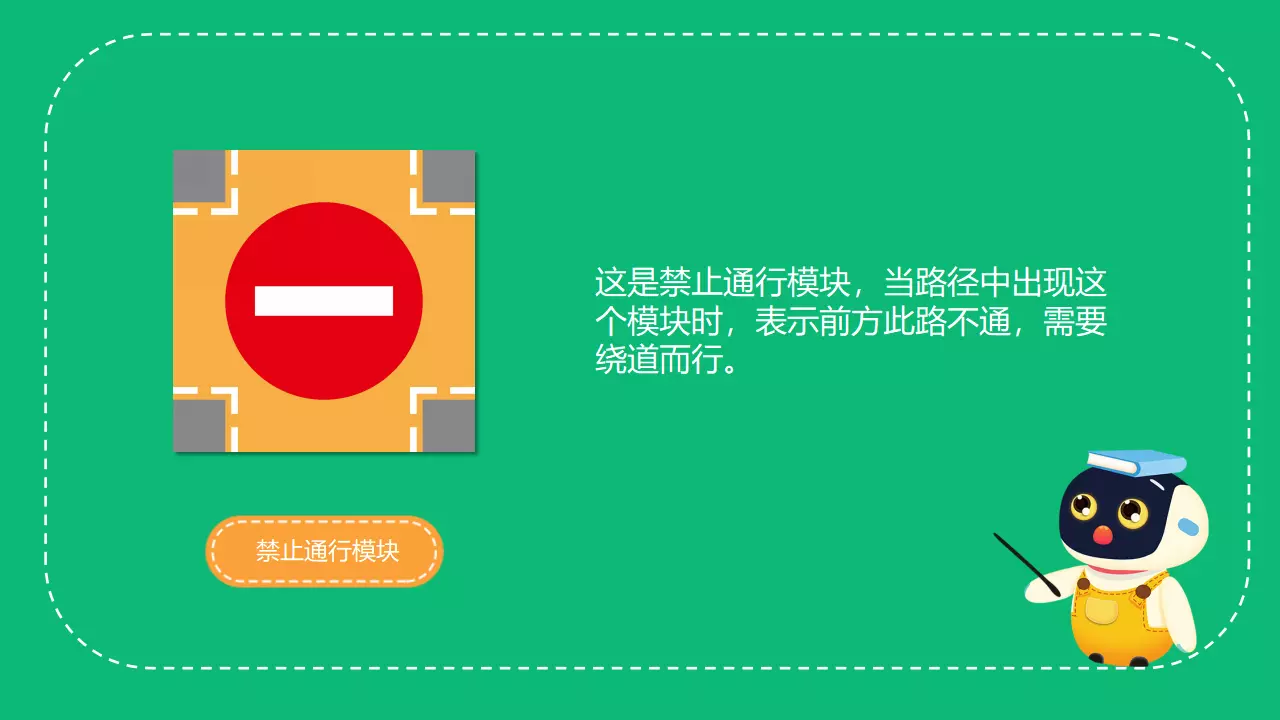 这是禁止通行模块，当路径中出现这
个模块时，表示前方此路不通，需要
绕道而行。
禁止通行模块